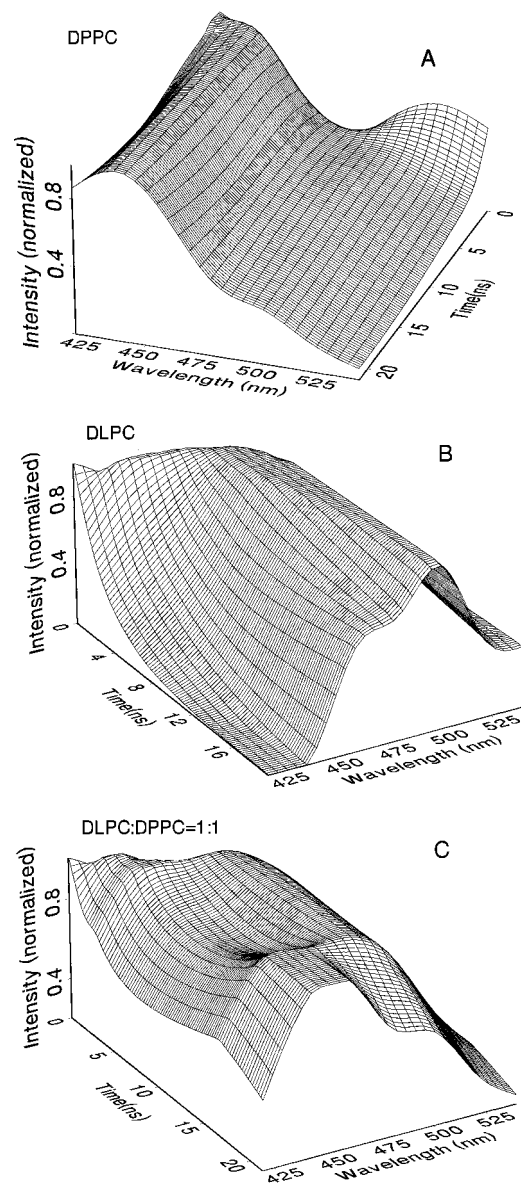 DPPC
A
Intensity (normalized)
0.8
0.4
425
450
475
500
525
Wavelength (nm)
0
5
10
15
20
Time(ns)
DLPC
B
Intensity (normalized)
0.8
0.4
0
4
8
12
16
Time(ns)
425
450
475
500
525
Wavelength (nm)
DLPC:DPPC=1:1
C
Intensity (normalized)
0.8
0.4
0
5
10
15
20
Time(ns)
425
450
475
500
525
Wavelength (nm)